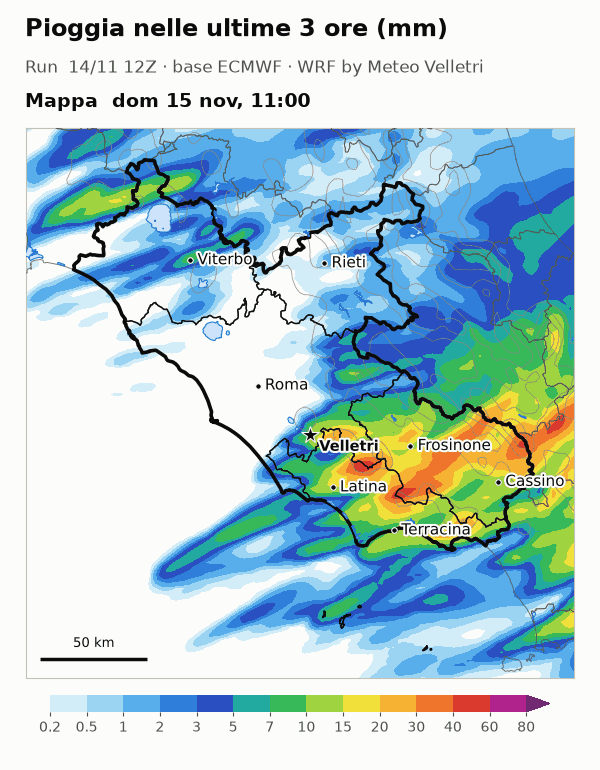 Pioggia nelle ultime 3 ore (mm)
Run  14/11 12Z · base ECMWF · WRF by Meteo Velletri
Mappa  dom 15 nov, 11:00
Viterbo
Rieti
Roma
Velletri
Frosinone
Latina
Cassino
Terracina
50 km
0.2 0.5 1 2 3 5 7 10 15 20 30 40 60 80